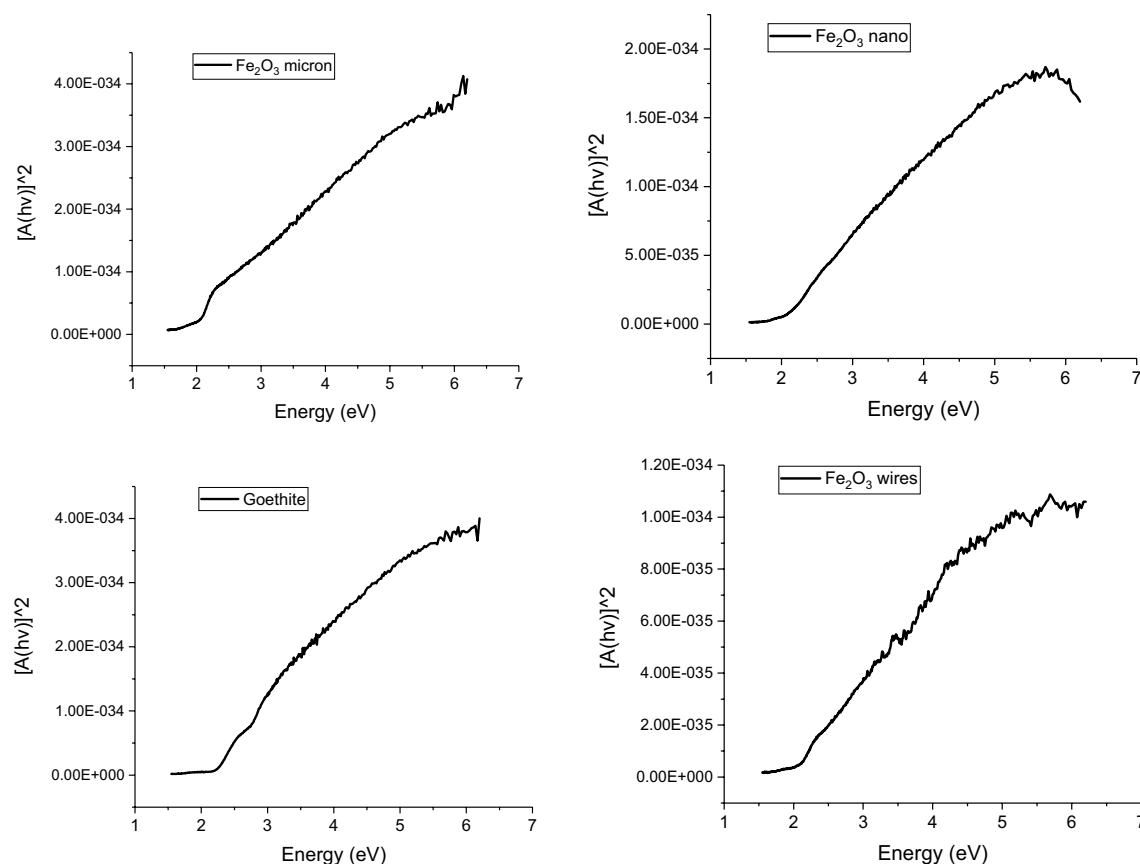 Fe₂O₃ micron
[A(hv)]^2
4.00E-034
3.00E-034
2.00E-034
1.00E-034
0.00E+000
1 2 3 4 5 6 7
Energy (eV)
Fe₂O₃ nano
[A(hv)]^2
2.00E-034
1.50E-034
1.00E-034
5.00E-035
0.00E+000
1 2 3 4 5 6 7
Energy (eV)
Goethite
[A(hv)]^2
4.00E-034
3.00E-034
2.00E-034
1.00E-034
0.00E+000
1 2 3 4 5 6 7
Energy (eV)
Fe₂O₃ wires
[A(hv)]^2
1.20E-034
1.00E-034
8.00E-035
6.00E-035
4.00E-035
2.00E-035
0.00E+000
1 2 3 4 5 6 7
Energy (eV)